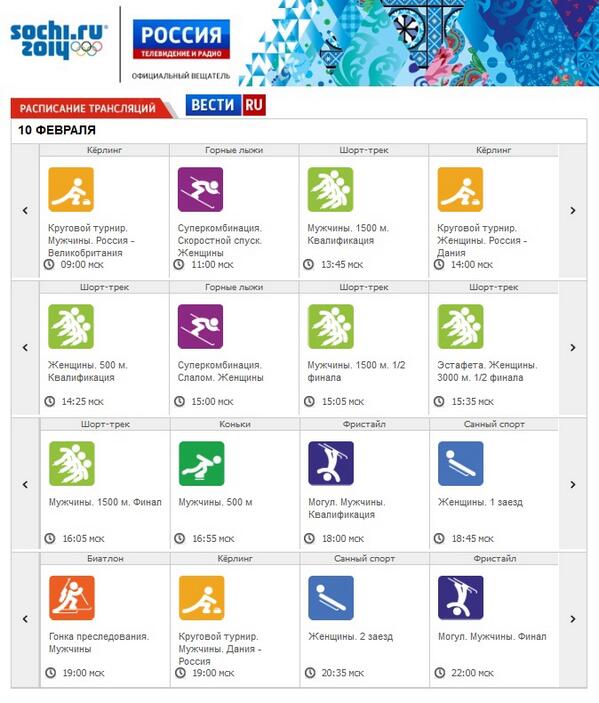 sochi.ru
2014
РОССИЯ
ТЕЛЕВИДЕНИЕ И РАДИО
ОФИЦИАЛЬНЫЙ ВЕЩАТЕЛЬ
РАСПИСАНИЕ ТРАНСЛЯЦИЙ
ВЕСТИ RU
10 ФЕВРАЛЯ
Кёрлинг
Круговой турнир.
Мужчины. Россия -
Великобритания
09:00 МСК
Горные лыжи
Суперкомбинация.
Скоростной спуск.
Женщины
11:00 МСК
Шорт-трек
Мужчины. 1500 м.
Квалификация
13:45 МСК
Кёрлинг
Круговой турнир.
Женщины. Россия -
Дания
14:00 МСК
Шорт-трек
Женщины. 500 м.
Квалификация
14:25 МСК
Горные лыжи
Суперкомбинация.
Слалом. Женщины
15:00 МСК
Шорт-трек
Мужчины. 1500 м. 1/2
финала
15:05 МСК
Шорт-трек
Эстафета. Женщины.
3000 м. 1/2 финала
15:35 МСК
Шорт-трек
Мужчины. 1500 м. Финал
16:05 МСК
Коньки
Мужчины. 500 м
16:55 МСК
Фристайл
Могул. Мужчины.
Квалификация
18:00 МСК
Санный спорт
Женщины. 1 заезд
18:45 МСК
Биатлон
Гонка преследования.
Мужчины
19:00 МСК
Кёрлинг
Круговой турнир.
Мужчины. Дания -
Россия
19:00 МСК
Санный спорт
Женщины. 2 заезд
20:35 МСК
Фристайл
Могул. Мужчины. Финал
22:00 МСК